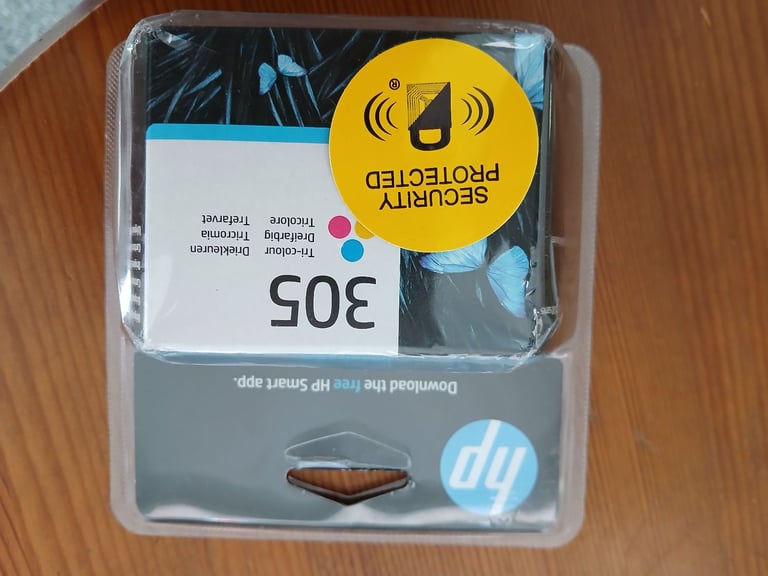 hp
Download the free HP Smart app.
305
Tri-colour
Dreifarbig
Tricolore
Driekleuren
Tricromia
Trefarvet
SECURITY
PROTECTED
®